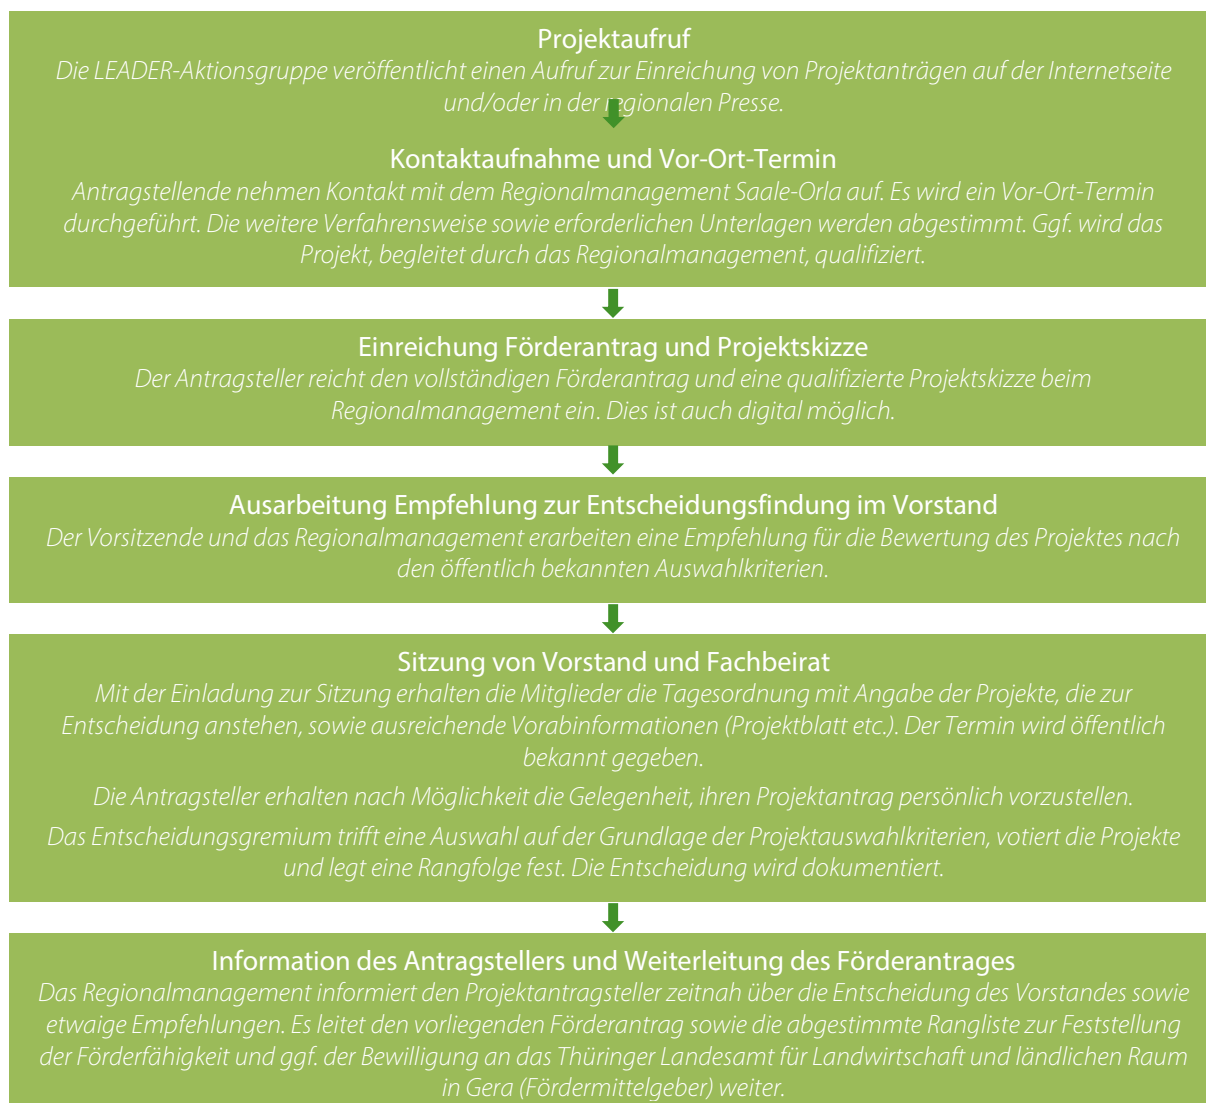 Projektaufruf
Die LEADER-Aktionsgruppe veröffentlicht einen Aufruf zur Einreichung von Projektanträgen auf der Internetseite
und/oder in der regionalen Presse.
Kontaktaufnahme und Vor-Ort-Termin
Antragstellende nehmen Kontakt mit dem Regionalmanagement Saale-Orla auf. Es wird ein Vor-Ort-Termin
durchgeführt. Die weitere Verfahrensweise sowie erforderlichen Unterlagen werden abgestimmt. Ggf. wird das
Projekt, begleitet durch das Regionalmanagement, qualifiziert.
Einreichung Förderantrag und Projektskizze
Der Antragsteller reicht den vollständigen Förderantrag und eine qualifizierte Projektskizze beim
Regionalmanagement ein. Dies ist auch digital möglich.
Ausarbeitung Empfehlung zur Entscheidungsfindung im Vorstand
Der Vorsitzende und das Regionalmanagement erarbeiten eine Empfehlung für die Bewertung des Projektes nach
den öffentlich bekannten Auswahlkriterien.
Sitzung von Vorstand und Fachbeirat
Mit der Einladung zur Sitzung erhalten die Mitglieder die Tagesordnung mit Angabe der Projekte, die zur
Entscheidung anstehen, sowie ausreichende Vorabinformationen (Projektblatt etc.). Der Termin wird öffentlich
bekannt gegeben.
Die Antragsteller erhalten nach Möglichkeit die Gelegenheit, ihren Projektantrag persönlich vorzustellen.
Das Entscheidungsgremium trifft eine Auswahl auf der Grundlage der Projektauswahlkriterien, votiert die Projekte
und legt eine Rangfolge fest. Die Entscheidung wird dokumentiert.
Information des Antragstellers und Weiterleitung des Förderantrages
Das Regionalmanagement informiert den Projektantragsteller zeitnah über die Entscheidung des Vorstandes sowie
etwaige Empfehlungen. Es leitet den vorliegenden Förderantrag sowie die abgestimmte Rangliste zur Feststellung
der Förderfähigkeit und ggf. der Bewilligung an das Thüringer Landesamt für Landwirtschaft und ländlichen Raum
in Gera (Fördermittelgeber) weiter.